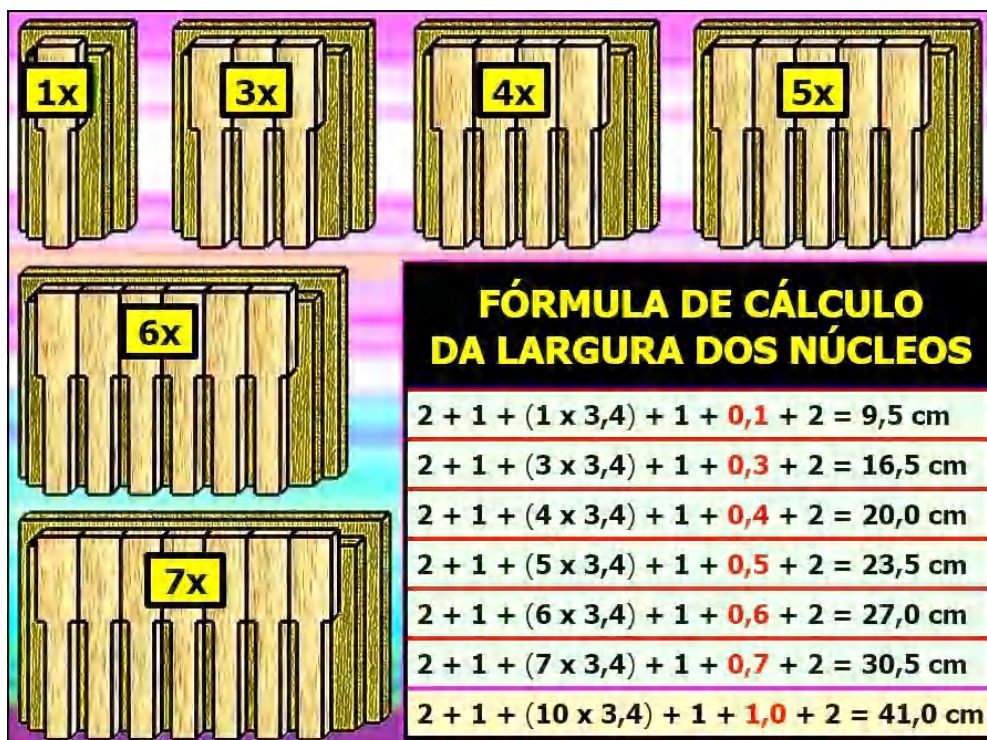 1x
3x
4x
5x
6x
7x
FÓRMULA DE CÁLCULO
DA LARGURA DOS NÚCLEOS
2 + 1 + (1 x 3,4) + 1 + 0,1 + 2 = 9,5 cm
2 + 1 + (3 x 3,4) + 1 + 0,3 + 2 = 16,5 cm
2 + 1 + (4 x 3,4) + 1 + 0,4 + 2 = 20,0 cm
2 + 1 + (5 x 3,4) + 1 + 0,5 + 2 = 23,5 cm
2 + 1 + (6 x 3,4) + 1 + 0,6 + 2 = 27,0 cm
2 + 1 + (7 x 3,4) + 1 + 0,7 + 2 = 30,5 cm
2 + 1 + (10 x 3,4) + 1 + 1,0 + 2 = 41,0 cm